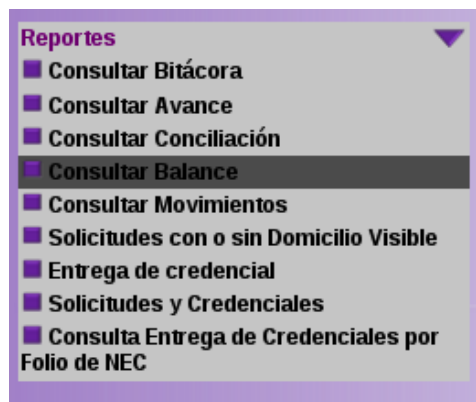 Reportes
Consultar Bitácora
Consultar Avance
Consultar Conciliación
Consultar Balance
Consultar Movimientos
Solicitudes con o sin Domicilio Visible
Entrega de credencial
Solicitudes y Credenciales
Consulta Entrega de Credenciales por
Folio de NEC